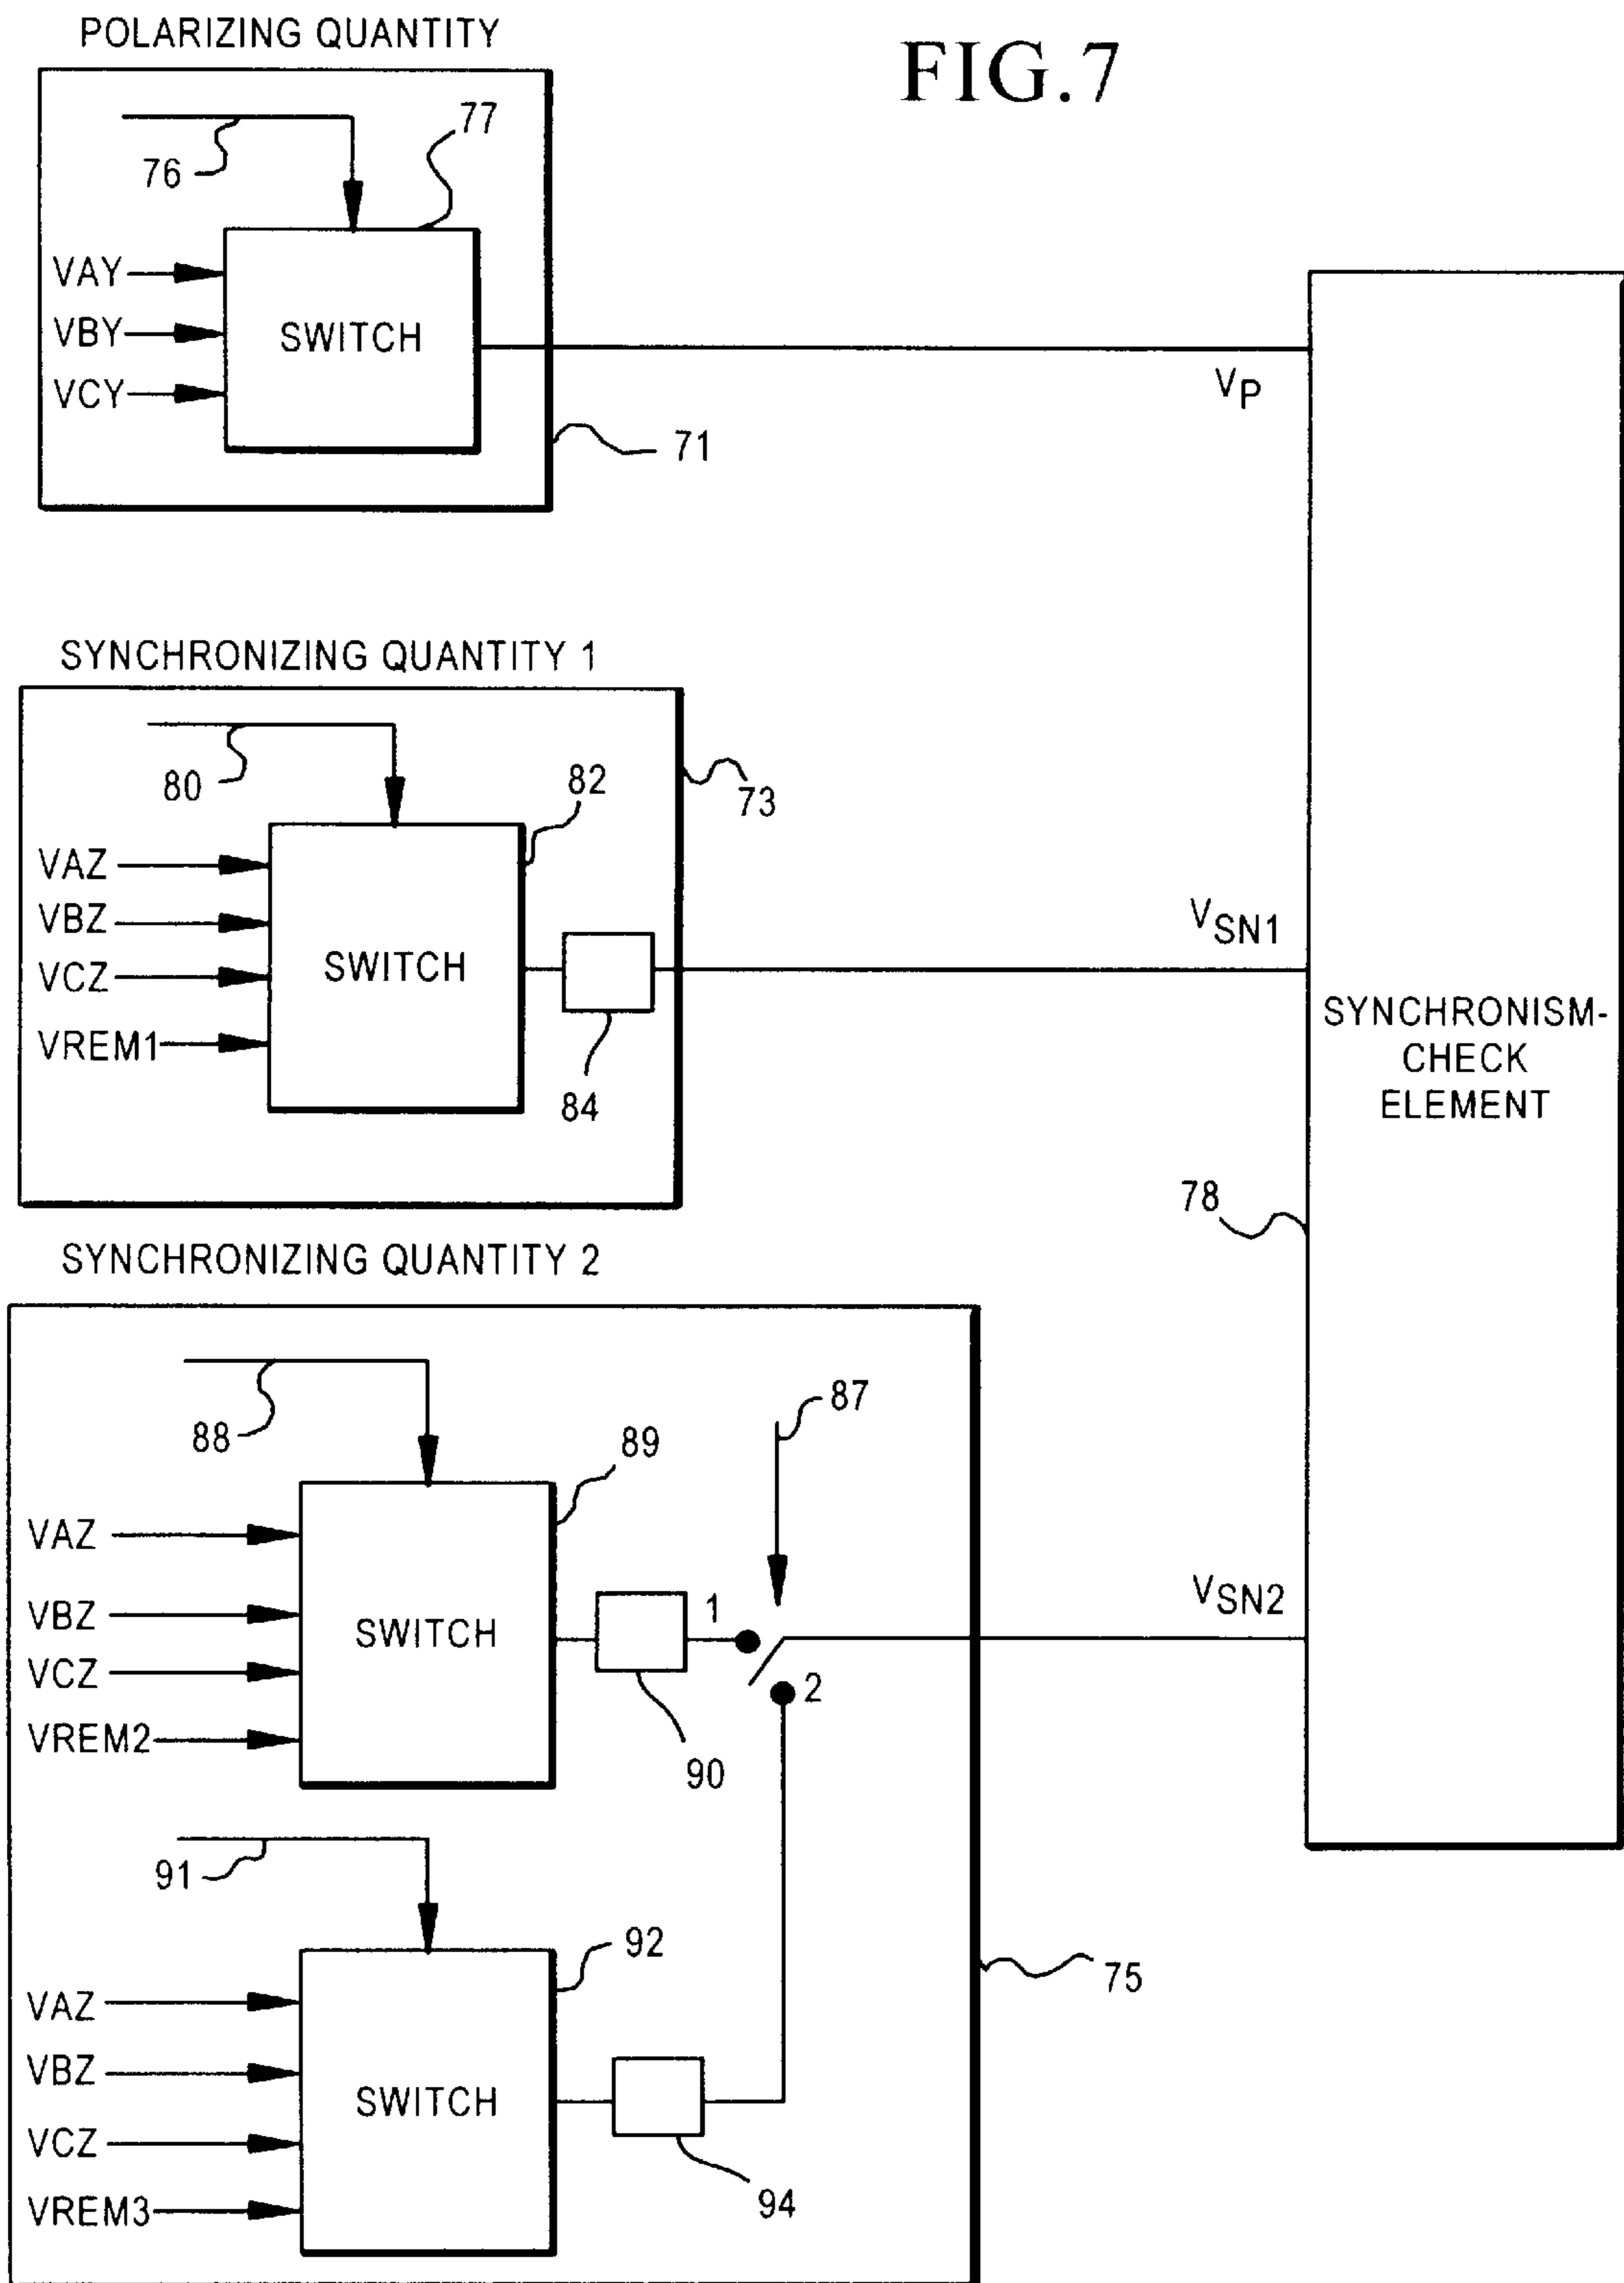 POLARIZING QUANTITY
FIG.7
77
76
VAY
VBY
VCY
SWITCH
71
VP
SYNCHRONIZING QUANTITY 1
80
82
73
VAZ
VBZ
VCZ
VREM1
SWITCH
84
VSN1
SYNCHRONISM-
CHECK
ELEMENT
78
SYNCHRONIZING QUANTITY 2
88
89
87
VAZ
VBZ
VCZ
VREM2
SWITCH
1
2
90
VSN2
91
92
75
VAZ
VBZ
VCZ
VREM3
SWITCH
94